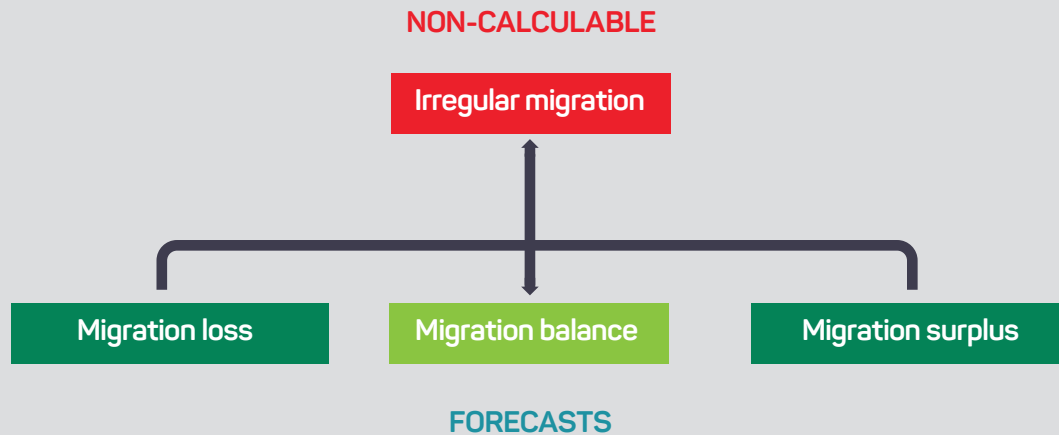 NON-CALCULABLE
Irregular migration
Migration loss
Migration balance
Migration surplus
FORECASTS